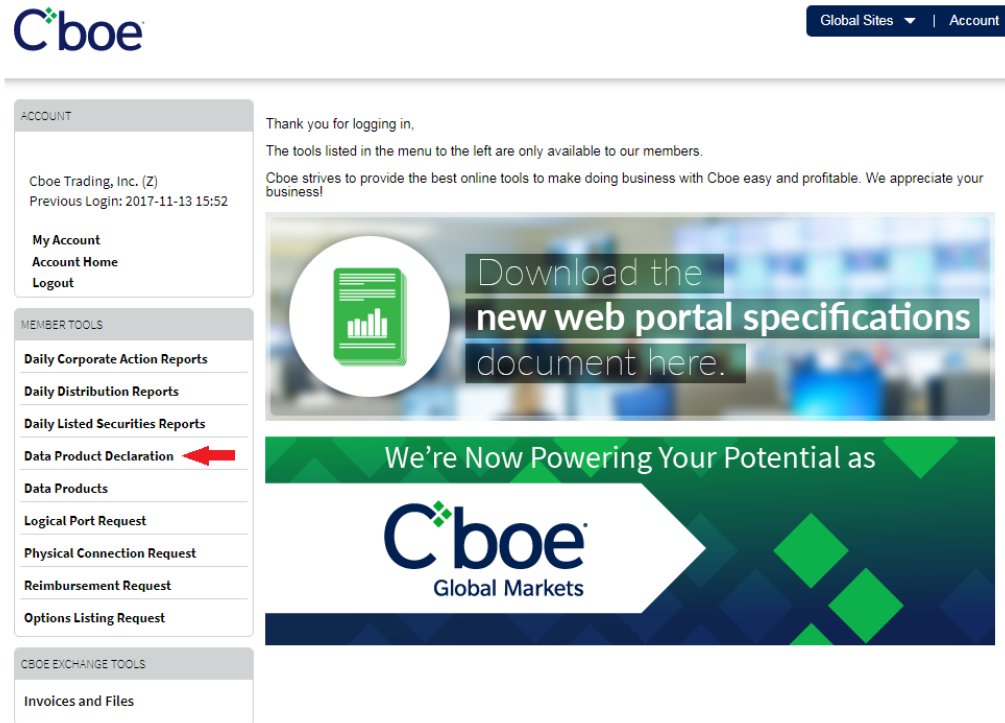 Cboe
Global Sites | Account
ACCOUNT
Cboe Trading, Inc. (Z)
Previous Login: 2017-11-13 15:52
My Account
Account Home
Logout
MEMBER TOOLS
Daily Corporate Action Reports
Daily Distribution Reports
Daily Listed Securities Reports
Data Product Declaration
Data Products
Logical Port Request
Physical Connection Request
Reimbursement Request
Options Listing Request
CBOE EXCHANGE TOOLS
Invoices and Files
Thank you for logging in,
The tools listed in the menu to the left are only available to our members.
Cboe strives to provide the best online tools to make doing business with Cboe easy and profitable. We appreciate your
business!
Download the
new web portal specifications
document here.
We're Now Powering Your Potential as
Cboe
Global Markets